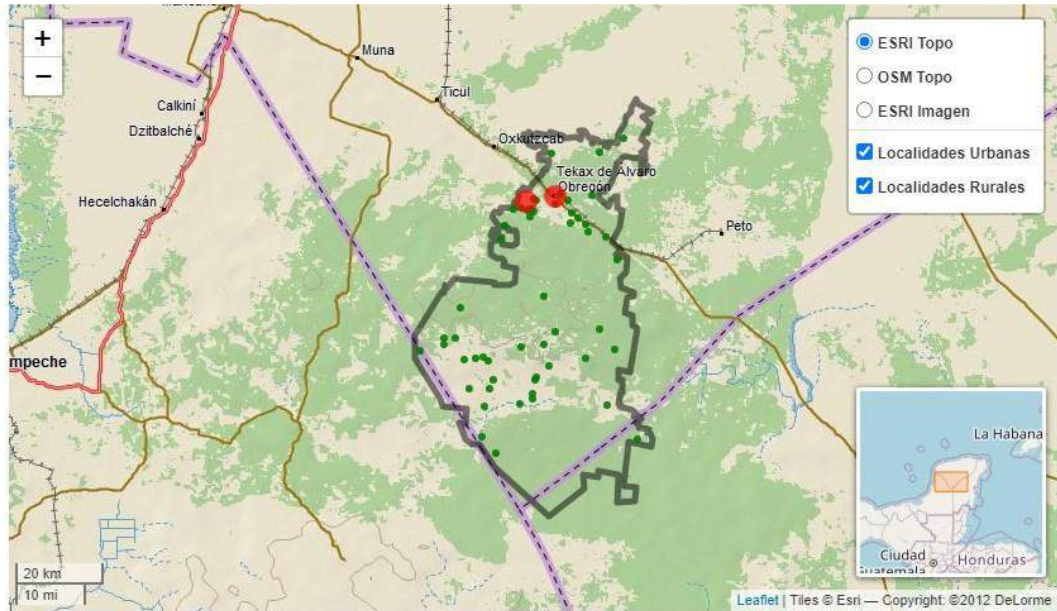 +
−
Muna
Ticul
Calkiní
Dzitbalché
Oxkutzcab
Tekax de Álvaro
Obregón
Hecelchakán
Peto
mpeche
ESRI Topo
OSM Topo
ESRI Imagen
Localidades Urbanas
Localidades Rurales
La Habana
Ciudad
Guatemala
Honduras
20 km
10 mi
Leaflet | Tiles © Esri — Copyright: ©2012 DeLorme